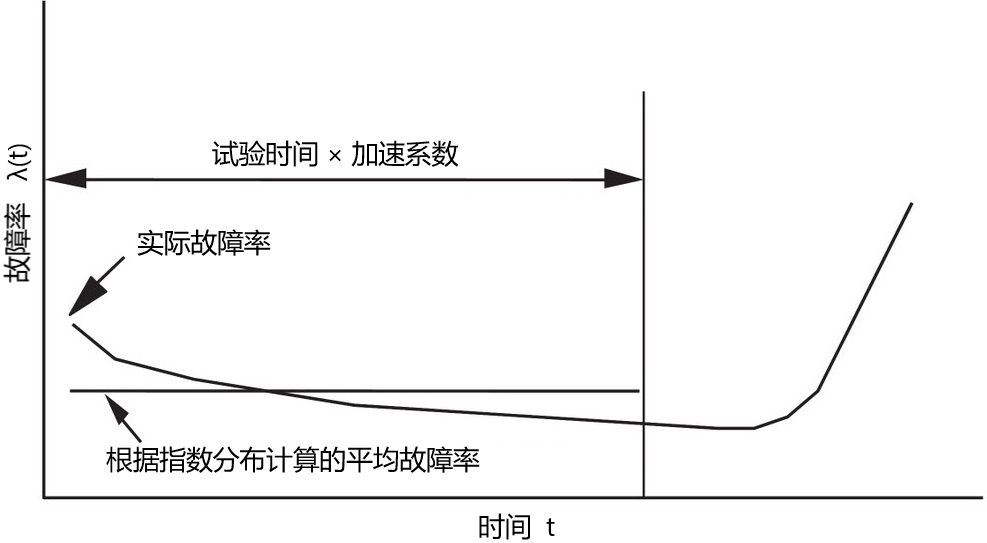 试验时间 × 加速系数
故障率 λ(t)
实际故障率
根据指数分布计算的平均故障率
时间 t